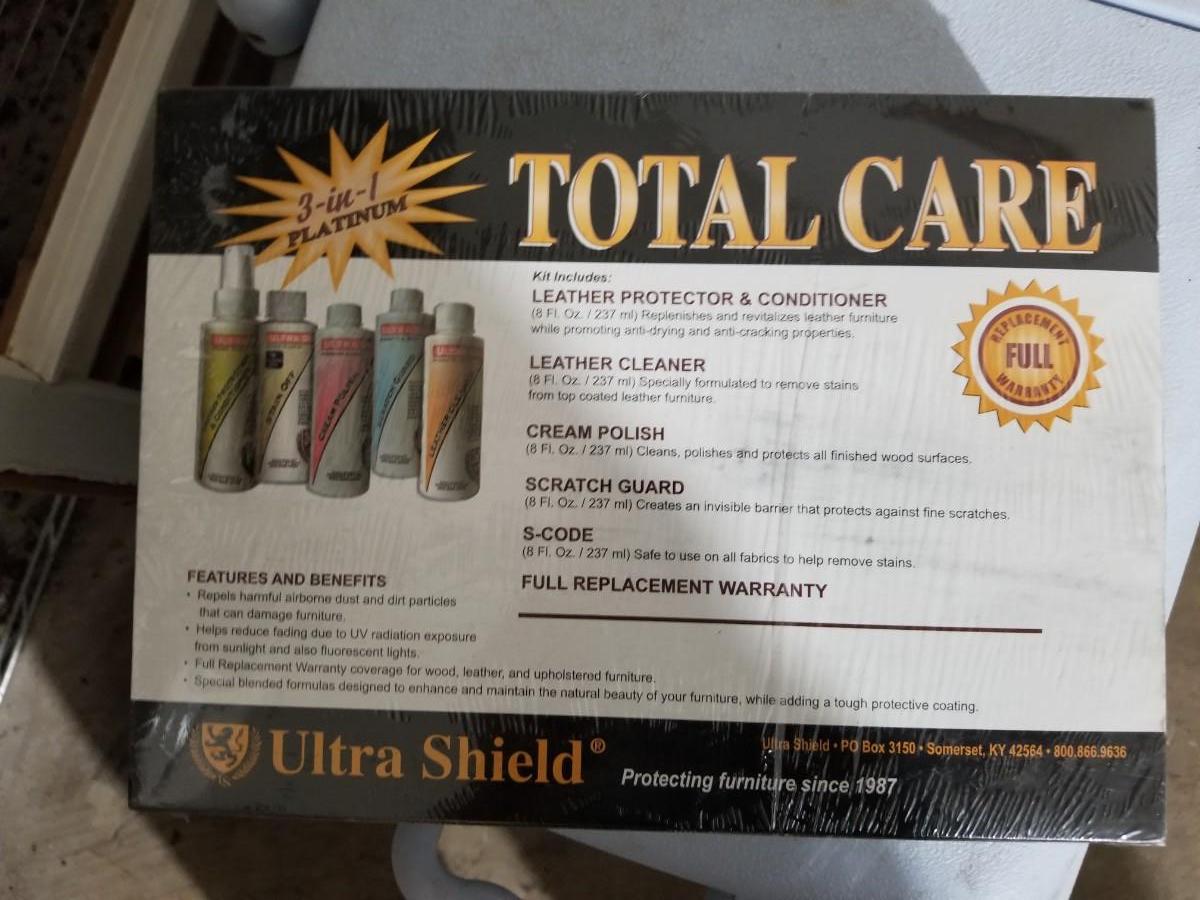 3-in-1
PLATINUM
TOTAL CARE
Kit Includes:
LEATHER PROTECTOR & CONDITIONER
(8 Fl. Oz. / 237 ml) Replenishes and revitalizes leather furniture
while promoting anti-drying and anti-cracking properties.
LEATHER CLEANER
(8 Fl. Oz. / 237 ml) Specially formulated to remove stains
from top coated leather furniture.
CREAM POLISH
(8 Fl. Oz. / 237 ml) Cleans, polishes and protects all finished wood surfaces.
SCRATCH GUARD
(8 Fl. Oz. / 237 ml) Creates an invisible barrier that protects against fine scratches.
S-CODE
(8 Fl. Oz. / 237 ml) Safe to use on all fabrics to help remove stains.
FULL REPLACEMENT WARRANTY
REPLACEMENT
FULL
WARRANTY
FEATURES AND BENEFITS
• Repels harmful airborne dust and dirt particles
that can damage furniture.
• Helps reduce fading due to UV radiation exposure
from sunlight and also fluorescent lights.
• Full Replacement Warranty coverage for wood, leather, and upholstered furniture.
• Special blended formulas designed to enhance and maintain the natural beauty of your furniture, while adding a tough protective coating.
Ultra Shield®
Ultra Shield • PO Box 3150 • Somerset, KY 42564 • 800.866.9636
Protecting furniture since 1987